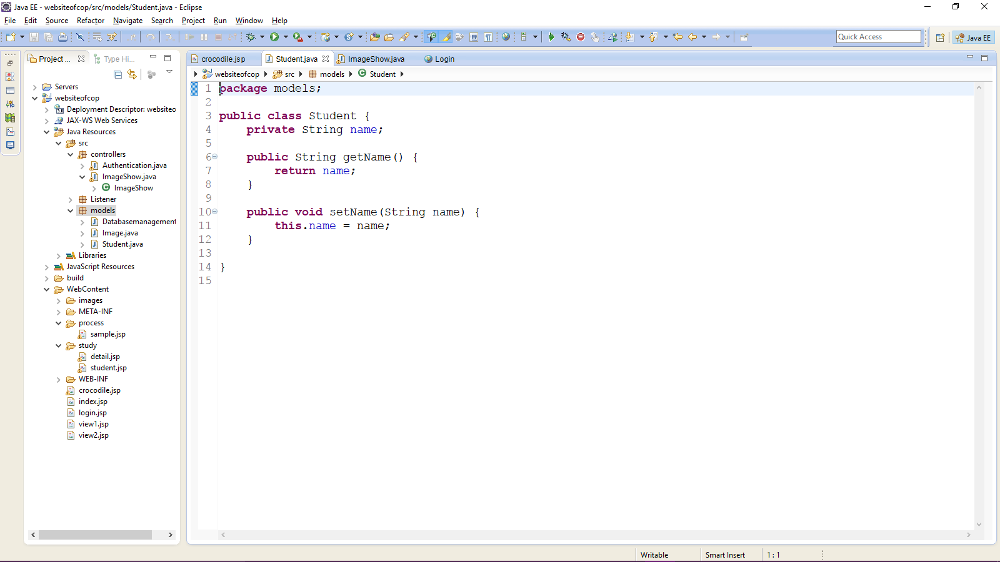 Java EE - websiteofcop/src/models/Student.java - Eclipse
File Edit Source Refactor Navigate Search Project Run Window Help
Quick Access
Java EE
Project ...
Type Hi...
crocodile.jsp
Student.java
ImageShow.java
Login
websiteofcop src models Student
Servers
websiteofcop
Deployment Descriptor: websiteo
JAX-WS Web Services
Java Resources
src
controllers
Authentication.java
ImageShow.java
ImageShow
Listener
models
Databasemanagement
Image.java
Student.java
Libraries
JavaScript Resources
build
WebContent
images
META-INF
process
sample.jsp
study
detail.jsp
student.jsp
WEB-INF
crocodile.jsp
index.jsp
login.jsp
view1.jsp
view2.jsp
1 package models;
2
3 public class Student {
4 private String name;
5
6 public String getName() {
7 return name;
8 }
9
10 public void setName(String name) {
11 this.name = name;
12 }
13
14 }
15
Writable
Smart Insert
1 : 1